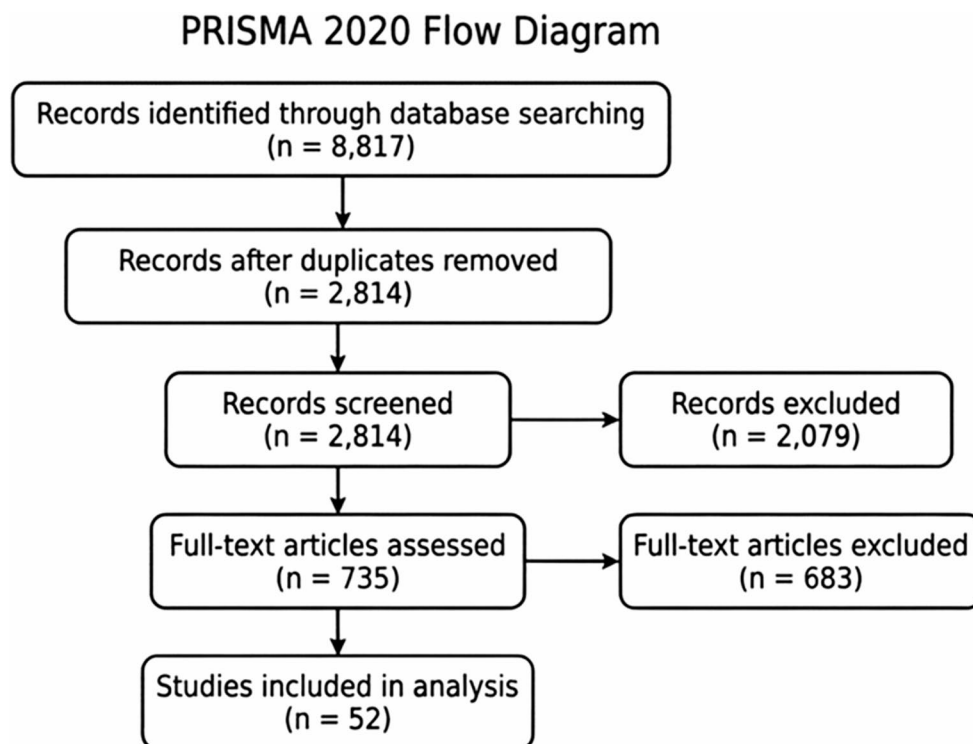 PRISMA 2020 Flow Diagram
Records identified through database searching
(n = 8,817)
Records after duplicates removed
(n = 2,814)
Records screened
(n = 2,814)
Records excluded
(n = 2,079)
Full-text articles assessed
(n = 735)
Full-text articles excluded
(n = 683)
Studies included in analysis
(n = 52)